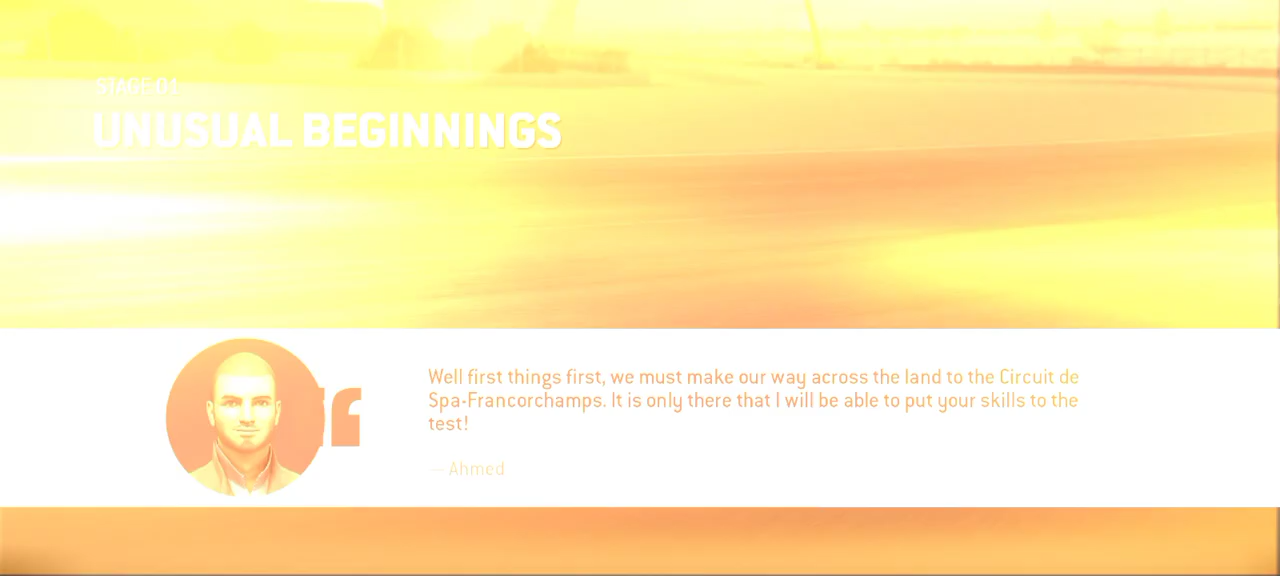 STAGE 01
UNUSUAL BEGINNINGS
Well first things first, we must make our way across the land to the Circuit de
Spa-Francorchamps. It is only there that I will be able to put your skills to the
test!
— Ahmed